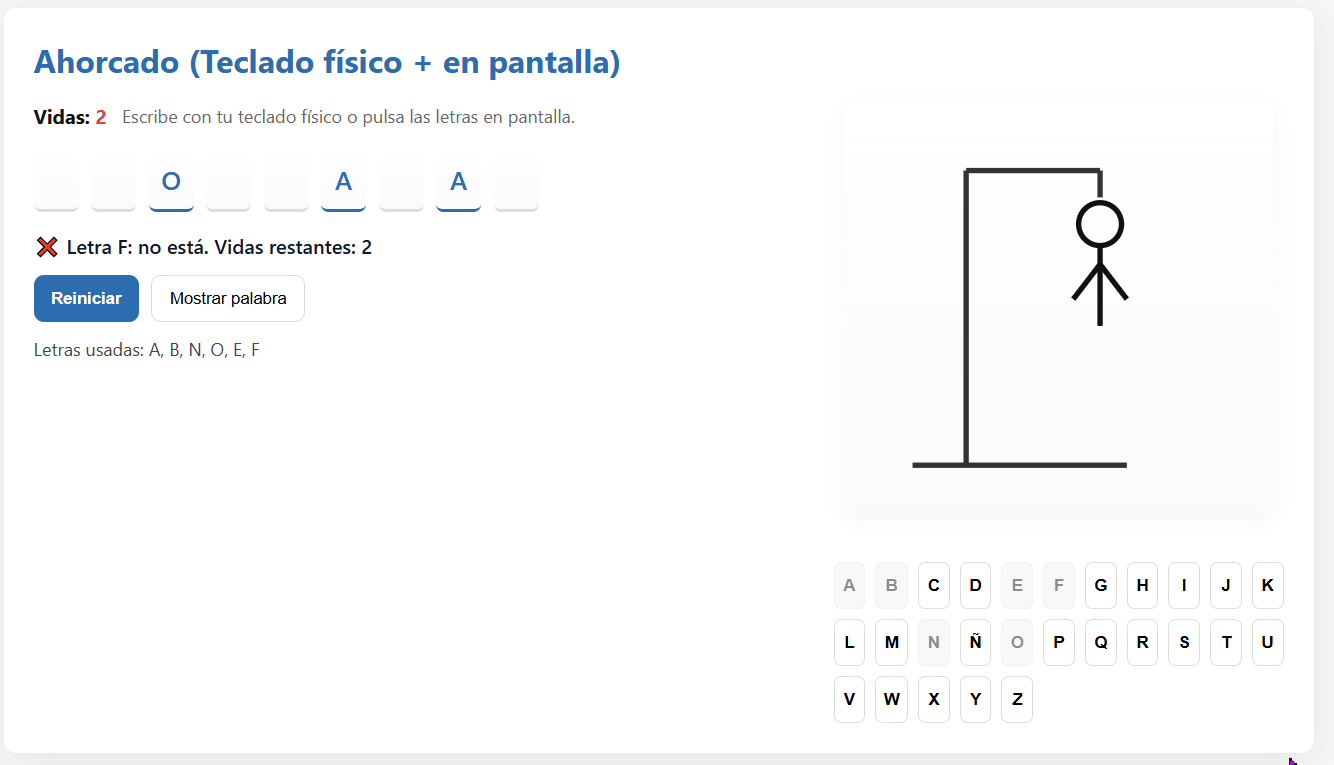 Ahorcado (Teclado físico + en pantalla)
Vidas: 2 Escribe con tu teclado físico o pulsa las letras en pantalla.
O A A
❌ Letra F: no está. Vidas restantes: 2
Reiniciar Mostrar palabra
Letras usadas: A, B, N, O, E, F
A B C D E F G H I J K
L M N Ñ O P Q R S T U
V W X Y Z